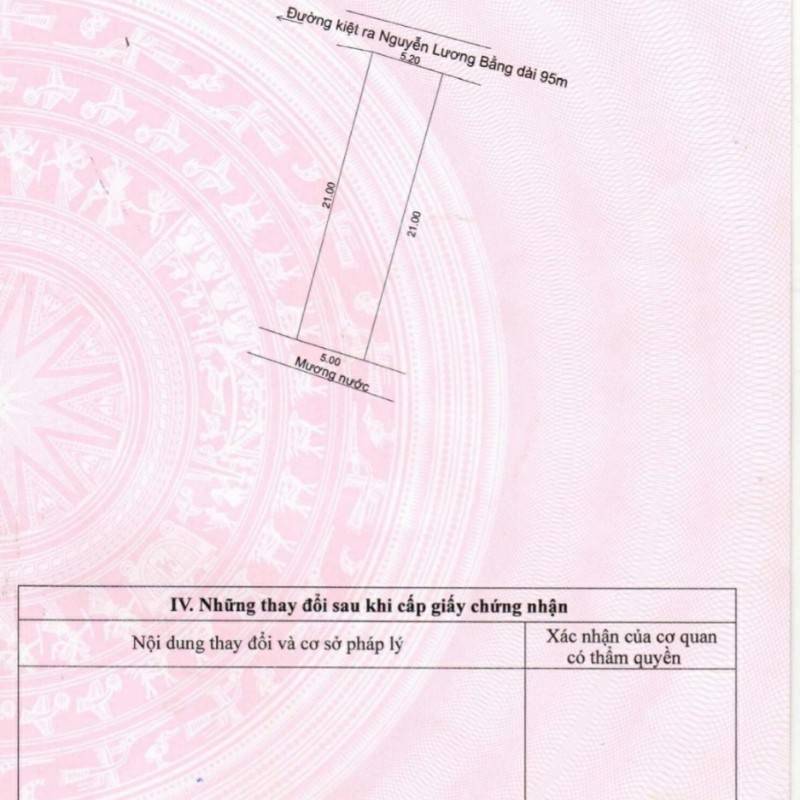 Đường kiệt ra Nguyễn Lương Bằng dài 95m
5.20
21.00
21.00
5.00
Mương nước
IV. Những thay đổi sau khi cấp giấy chứng nhận
Nội dung thay đổi và cơ sở pháp lý
Xác nhận của cơ quan
có thẩm quyền